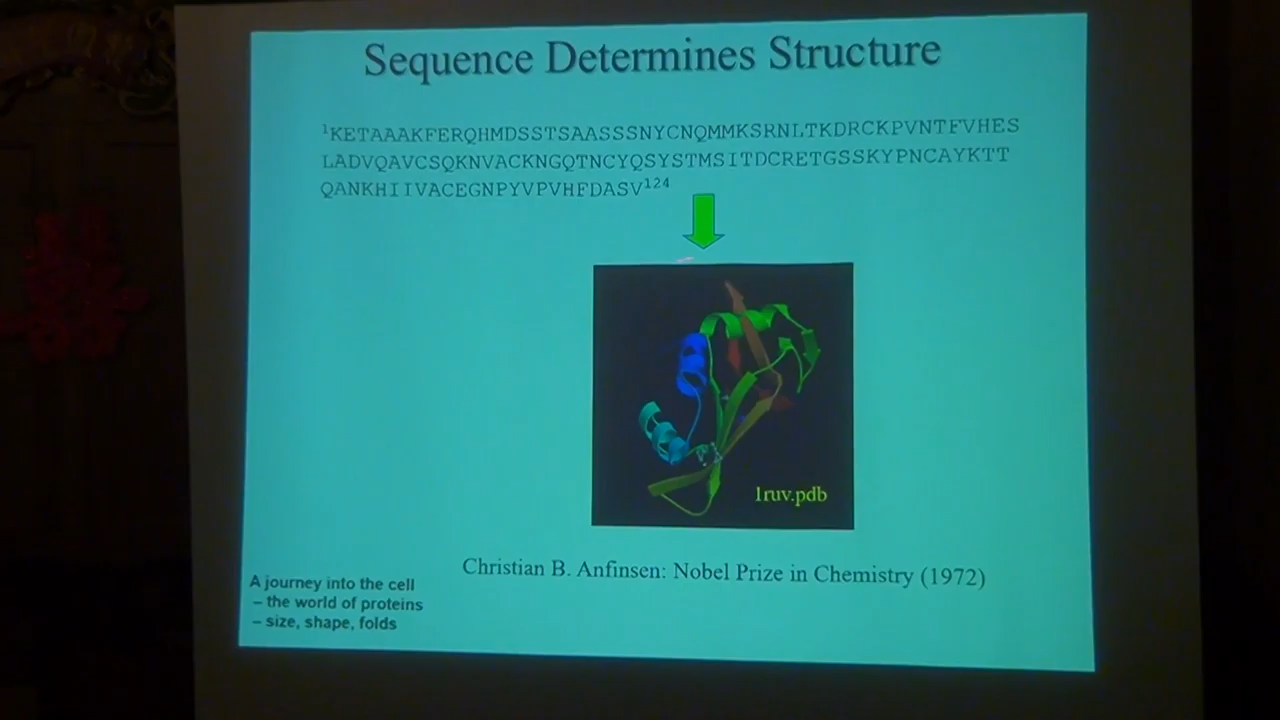 Sequence Determines Structure
¹KETAAAKFERQHMDSSTSAASSSNYCNQMMKSRNLTKDRCKPVNTFVHES
LADVQAVCSQKNVACKNGQTNCYQSYSTMSITDCRETGSSKYPNCAYKTT
QANKHIIVACEGNPYVPVHFDASV¹²⁴
1ruv.pdb
Christian B. Anfinsen: Nobel Prize in Chemistry (1972)
A journey into the cell
– the world of proteins
– size, shape, folds